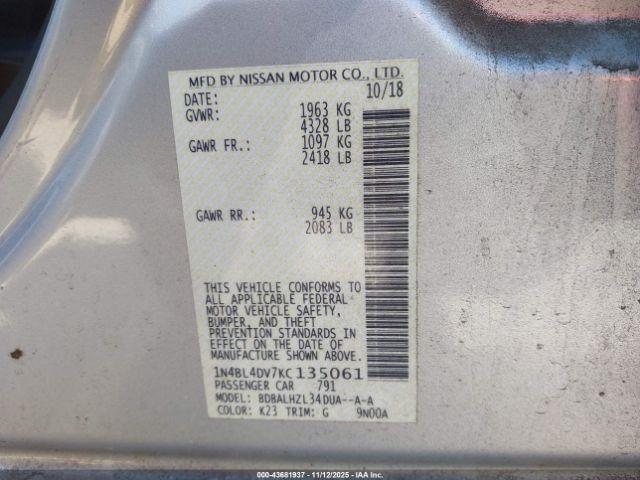 MFD BY NISSAN MOTOR CO., LTD.
DATE: 10/18
GVWR: 1963 KG
4328 LB
GAWR FR.: 1097 KG
2418 LB
GAWR RR.: 945 KG
2083 LB
THIS VEHICLE CONFORMS TO
ALL APPLICABLE FEDERAL
MOTOR VEHICLE SAFETY,
BUMPER, AND THEFT
PREVENTION STANDARDS IN
EFFECT ON THE DATE OF
MANUFACTURE SHOWN ABOVE.
1N4BL4DV7KC135061
PASSENGER CAR 791
MODEL: BDBALHZL34DUA--A-A
COLOR: K23 TRIM: G 9N00A
000-43681937 - 11/12/2025 - IAAI.com